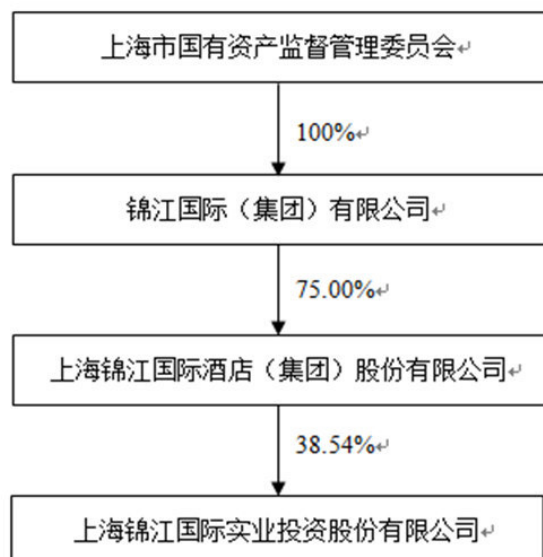 上海市国有资产监督管理委员会↵
100%↵
锦江国际（集团）有限公司↵
75.00%↵
上海锦江国际酒店（集团）股份有限公司↵
38.54%↵
上海锦江国际实业投资股份有限公司↵